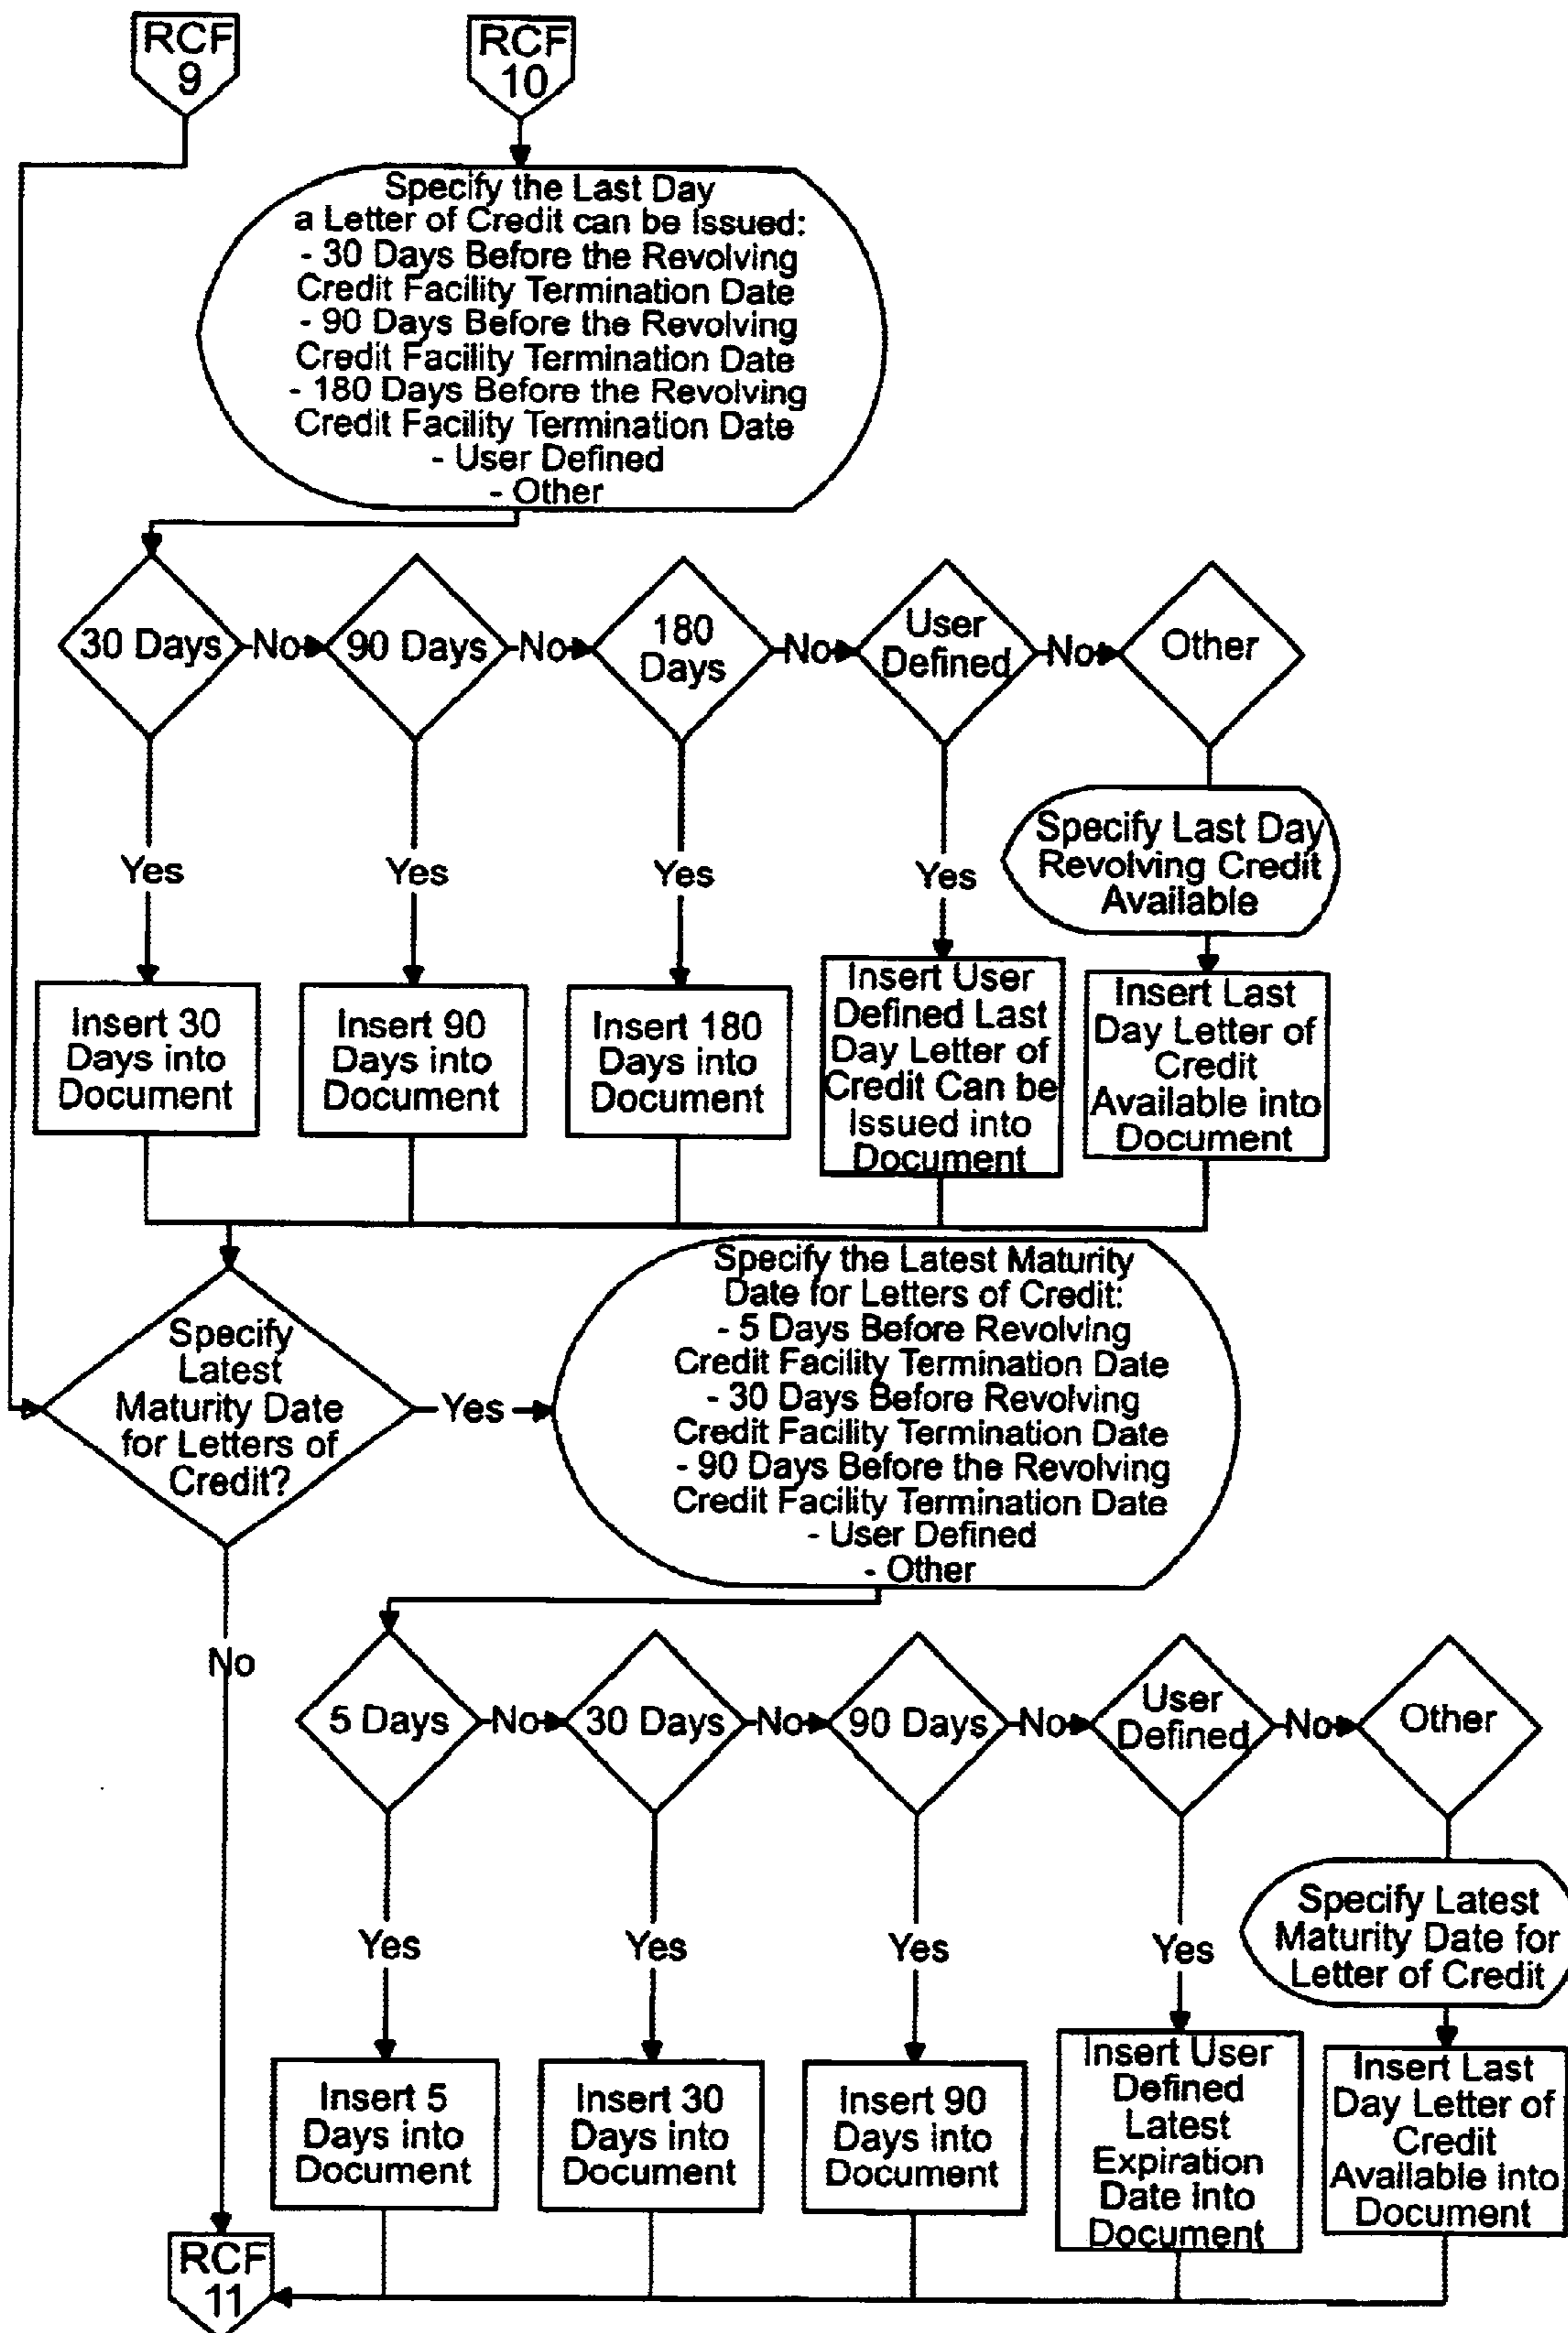 RCF
9
RCF
10
Specify the Last Day
a Letter of Credit can be Issued:
- 30 Days Before the Revolving
Credit Facility Termination Date
- 90 Days Before the Revolving
Credit Facility Termination Date
- 180 Days Before the Revolving
Credit Facility Termination Date
- User Defined
- Other
30 Days
No
90 Days
No
180
Days
No
User
Defined
No
Other
Yes
Yes
Yes
Yes
Specify Last Day
Revolving Credit
Available
Insert 30
Days into
Document
Insert 90
Days into
Document
Insert 180
Days into
Document
Insert User
Defined Last
Day Letter of
Credit Can be
Issued into
Document
Insert Last
Day Letter of
Credit
Available into
Document
Specify
Latest
Maturity Date
for Letters of
Credit?
Yes
Specify the Latest Maturity
Date for Letters of Credit:
- 5 Days Before Revolving
Credit Facility Termination Date
- 30 Days Before Revolving
Credit Facility Termination Date
- 90 Days Before the Revolving
Credit Facility Termination Date
- User Defined
- Other
No
5 Days
No
30 Days
No
90 Days
No
User
Defined
No
Other
Yes
Yes
Yes
Yes
Specify Latest
Maturity Date for
Letter of Credit
Insert 5
Days into
Document
Insert 30
Days into
Document
Insert 90
Days into
Document
Insert User
Defined
Latest
Expiration
Date into
Document
Insert Last
Day Letter of
Credit
Available into
Document
RCF
11